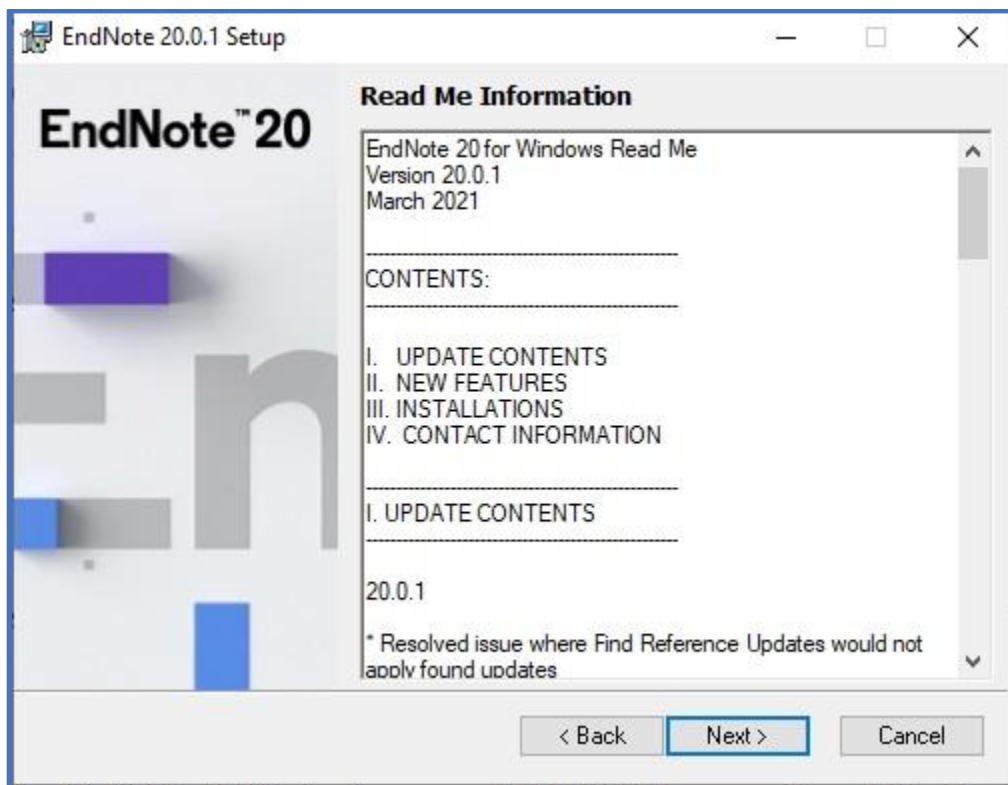 EndNote 20.0.1 Setup
EndNote™20
Read Me Information
EndNote 20 for Windows Read Me
Version 20.0.1
March 2021
------------------------------------------------------------
CONTENTS:
------------------------------------------------------------
I. UPDATE CONTENTS
II. NEW FEATURES
III. INSTALLATIONS
IV. CONTACT INFORMATION
------------------------------------------------------------
I. UPDATE CONTENTS
------------------------------------------------------------
20.0.1
* Resolved issue where Find Reference Updates would not
apply found updates
En
< Back
Next >
Cancel